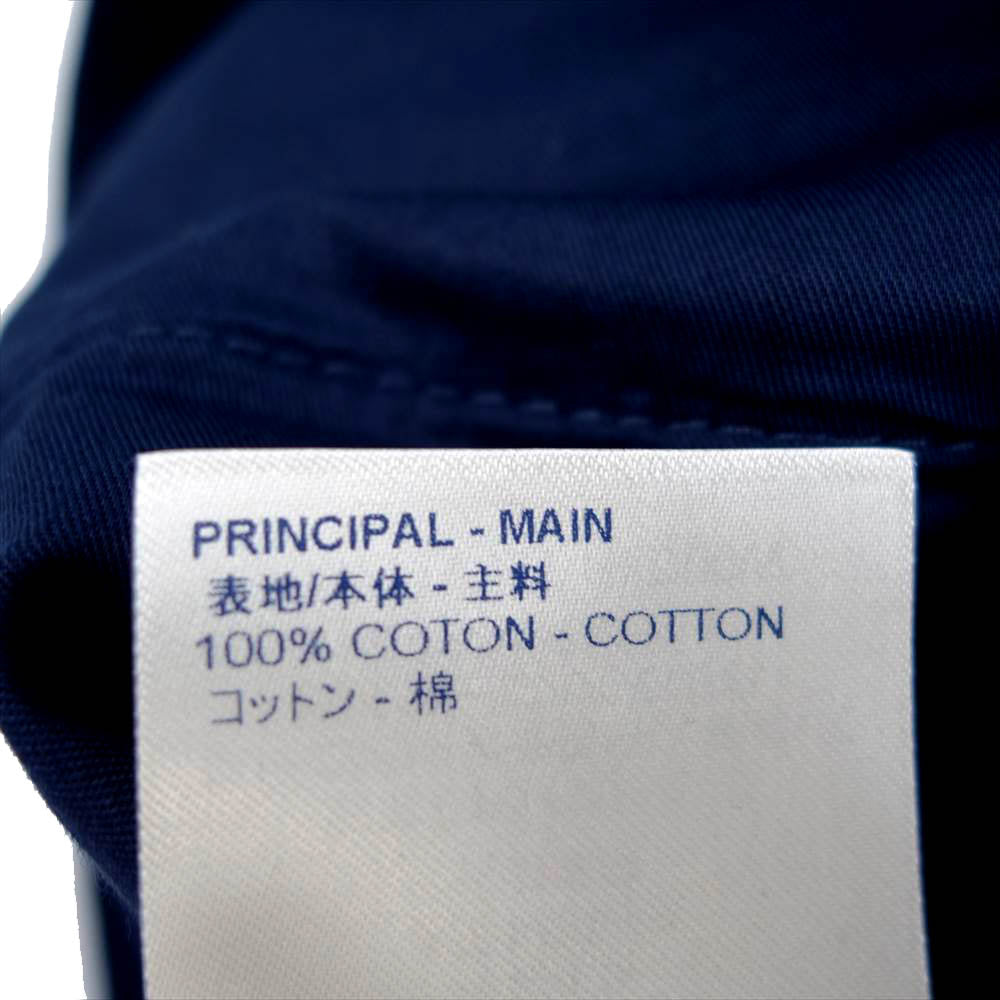 PRINCIPAL - MAIN
表地/本体 - 主料
100% COTON - COTTON
コットン - 棉